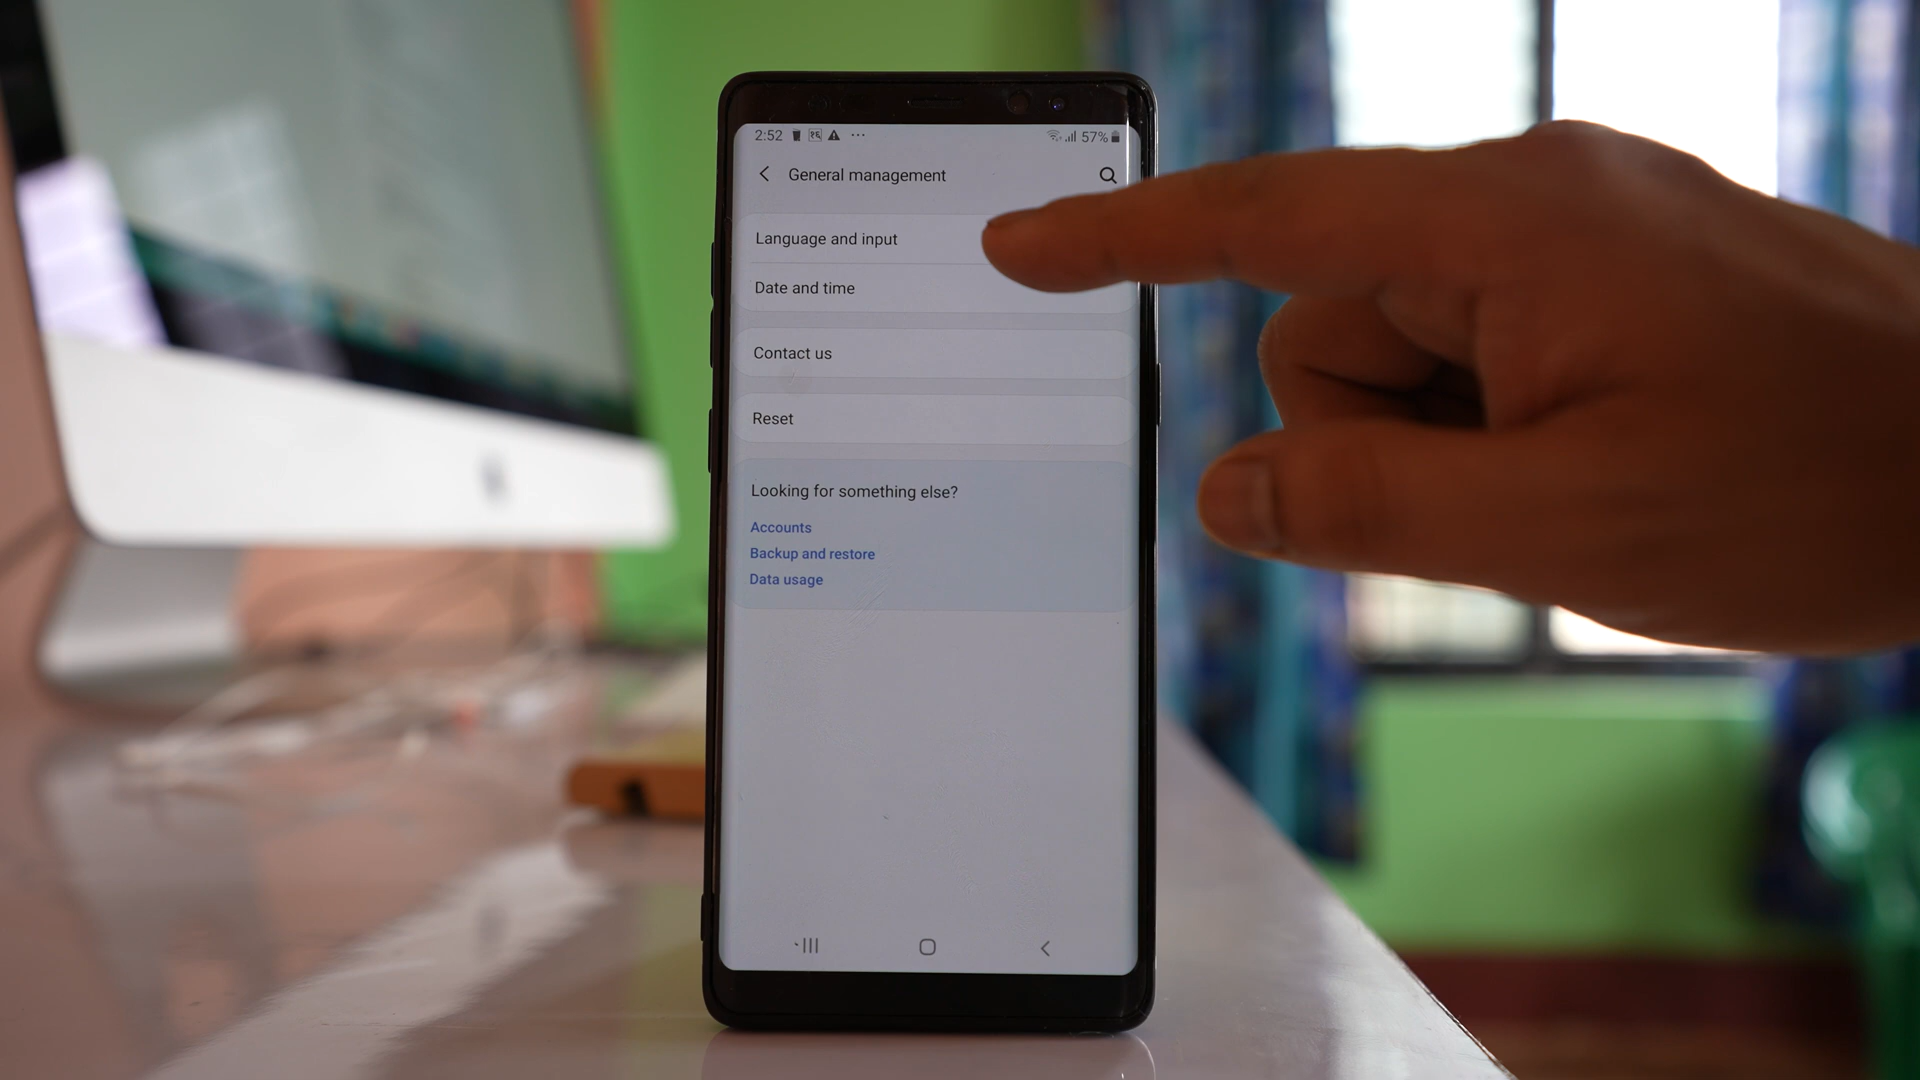 2:52 57%
General management
Language and input
Date and time
Contact us
Reset
Looking for something else?
Accounts
Backup and restore
Data usage